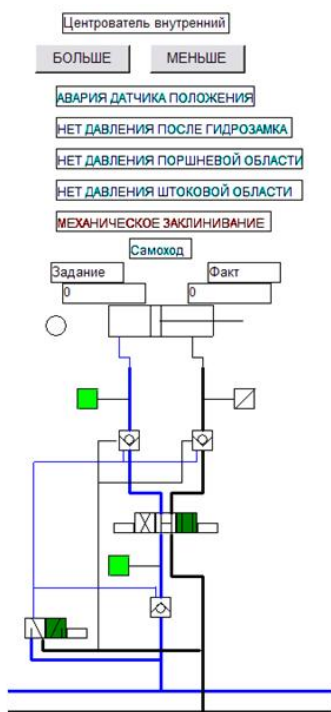 Центрователь внутренний
БОЛЬШЕ МЕНЬШЕ
АВАРИЯ ДАТЧИКА ПОЛОЖЕНИЯ
НЕТ ДАВЛЕНИЯ ПОСЛЕ ГИДРОЗАМКА
НЕТ ДАВЛЕНИЯ ПОРШНЕВОЙ ОБЛАСТИ
НЕТ ДАВЛЕНИЯ ШТОКОВОЙ ОБЛАСТИ
МЕХАНИЧЕСКОЕ ЗАКЛИНИВАНИЕ
Самоход
Задание Факт
0 0